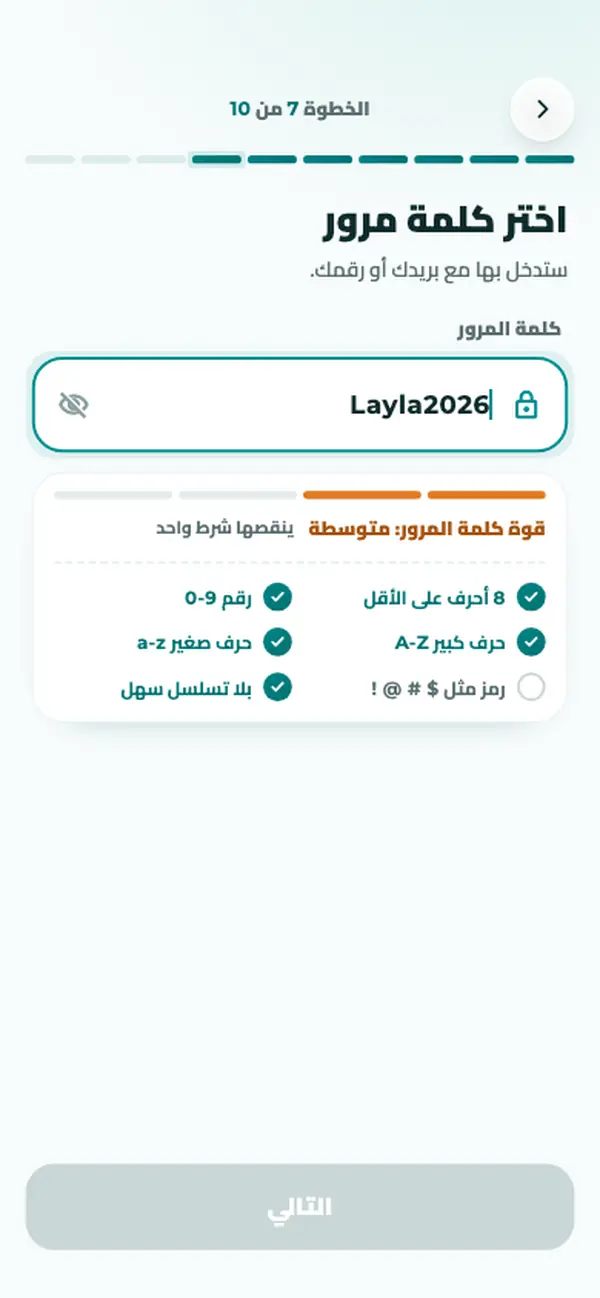 الخطوة 7 من 10
اختر كلمة مرور
ستدخل بها مع بريدك أو رقمك.
كلمة المرور
Layla2026
قوة كلمة المرور: متوسطة ينقصها شرط واحد
8 أحرف على الأقل
رقم 9-0
حرف كبير A-Z
حرف صغير a-z
رمز مثل $ # @ !
بلا تسلسل سهل
التالي